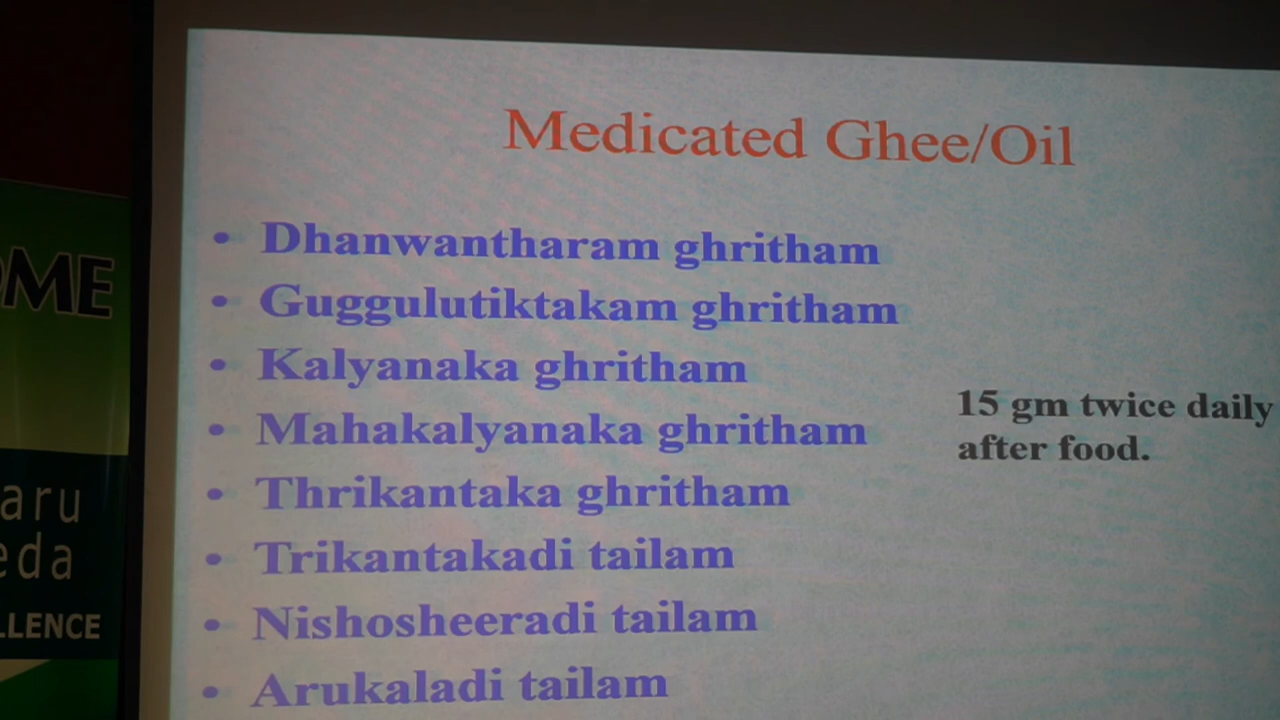 Medicated Ghee/Oil
• Dhanwantharam ghritham
• Guggulutiktakam ghritham
• Kalyanaka ghritham
• Mahakalyanaka ghritham
• Thrikantaka ghritham
• Trikantakadi tailam
• Nishosheeradi tailam
• Arukaladi tailam
15 gm twice daily
after food.
OME
aru
eda
LLENCE